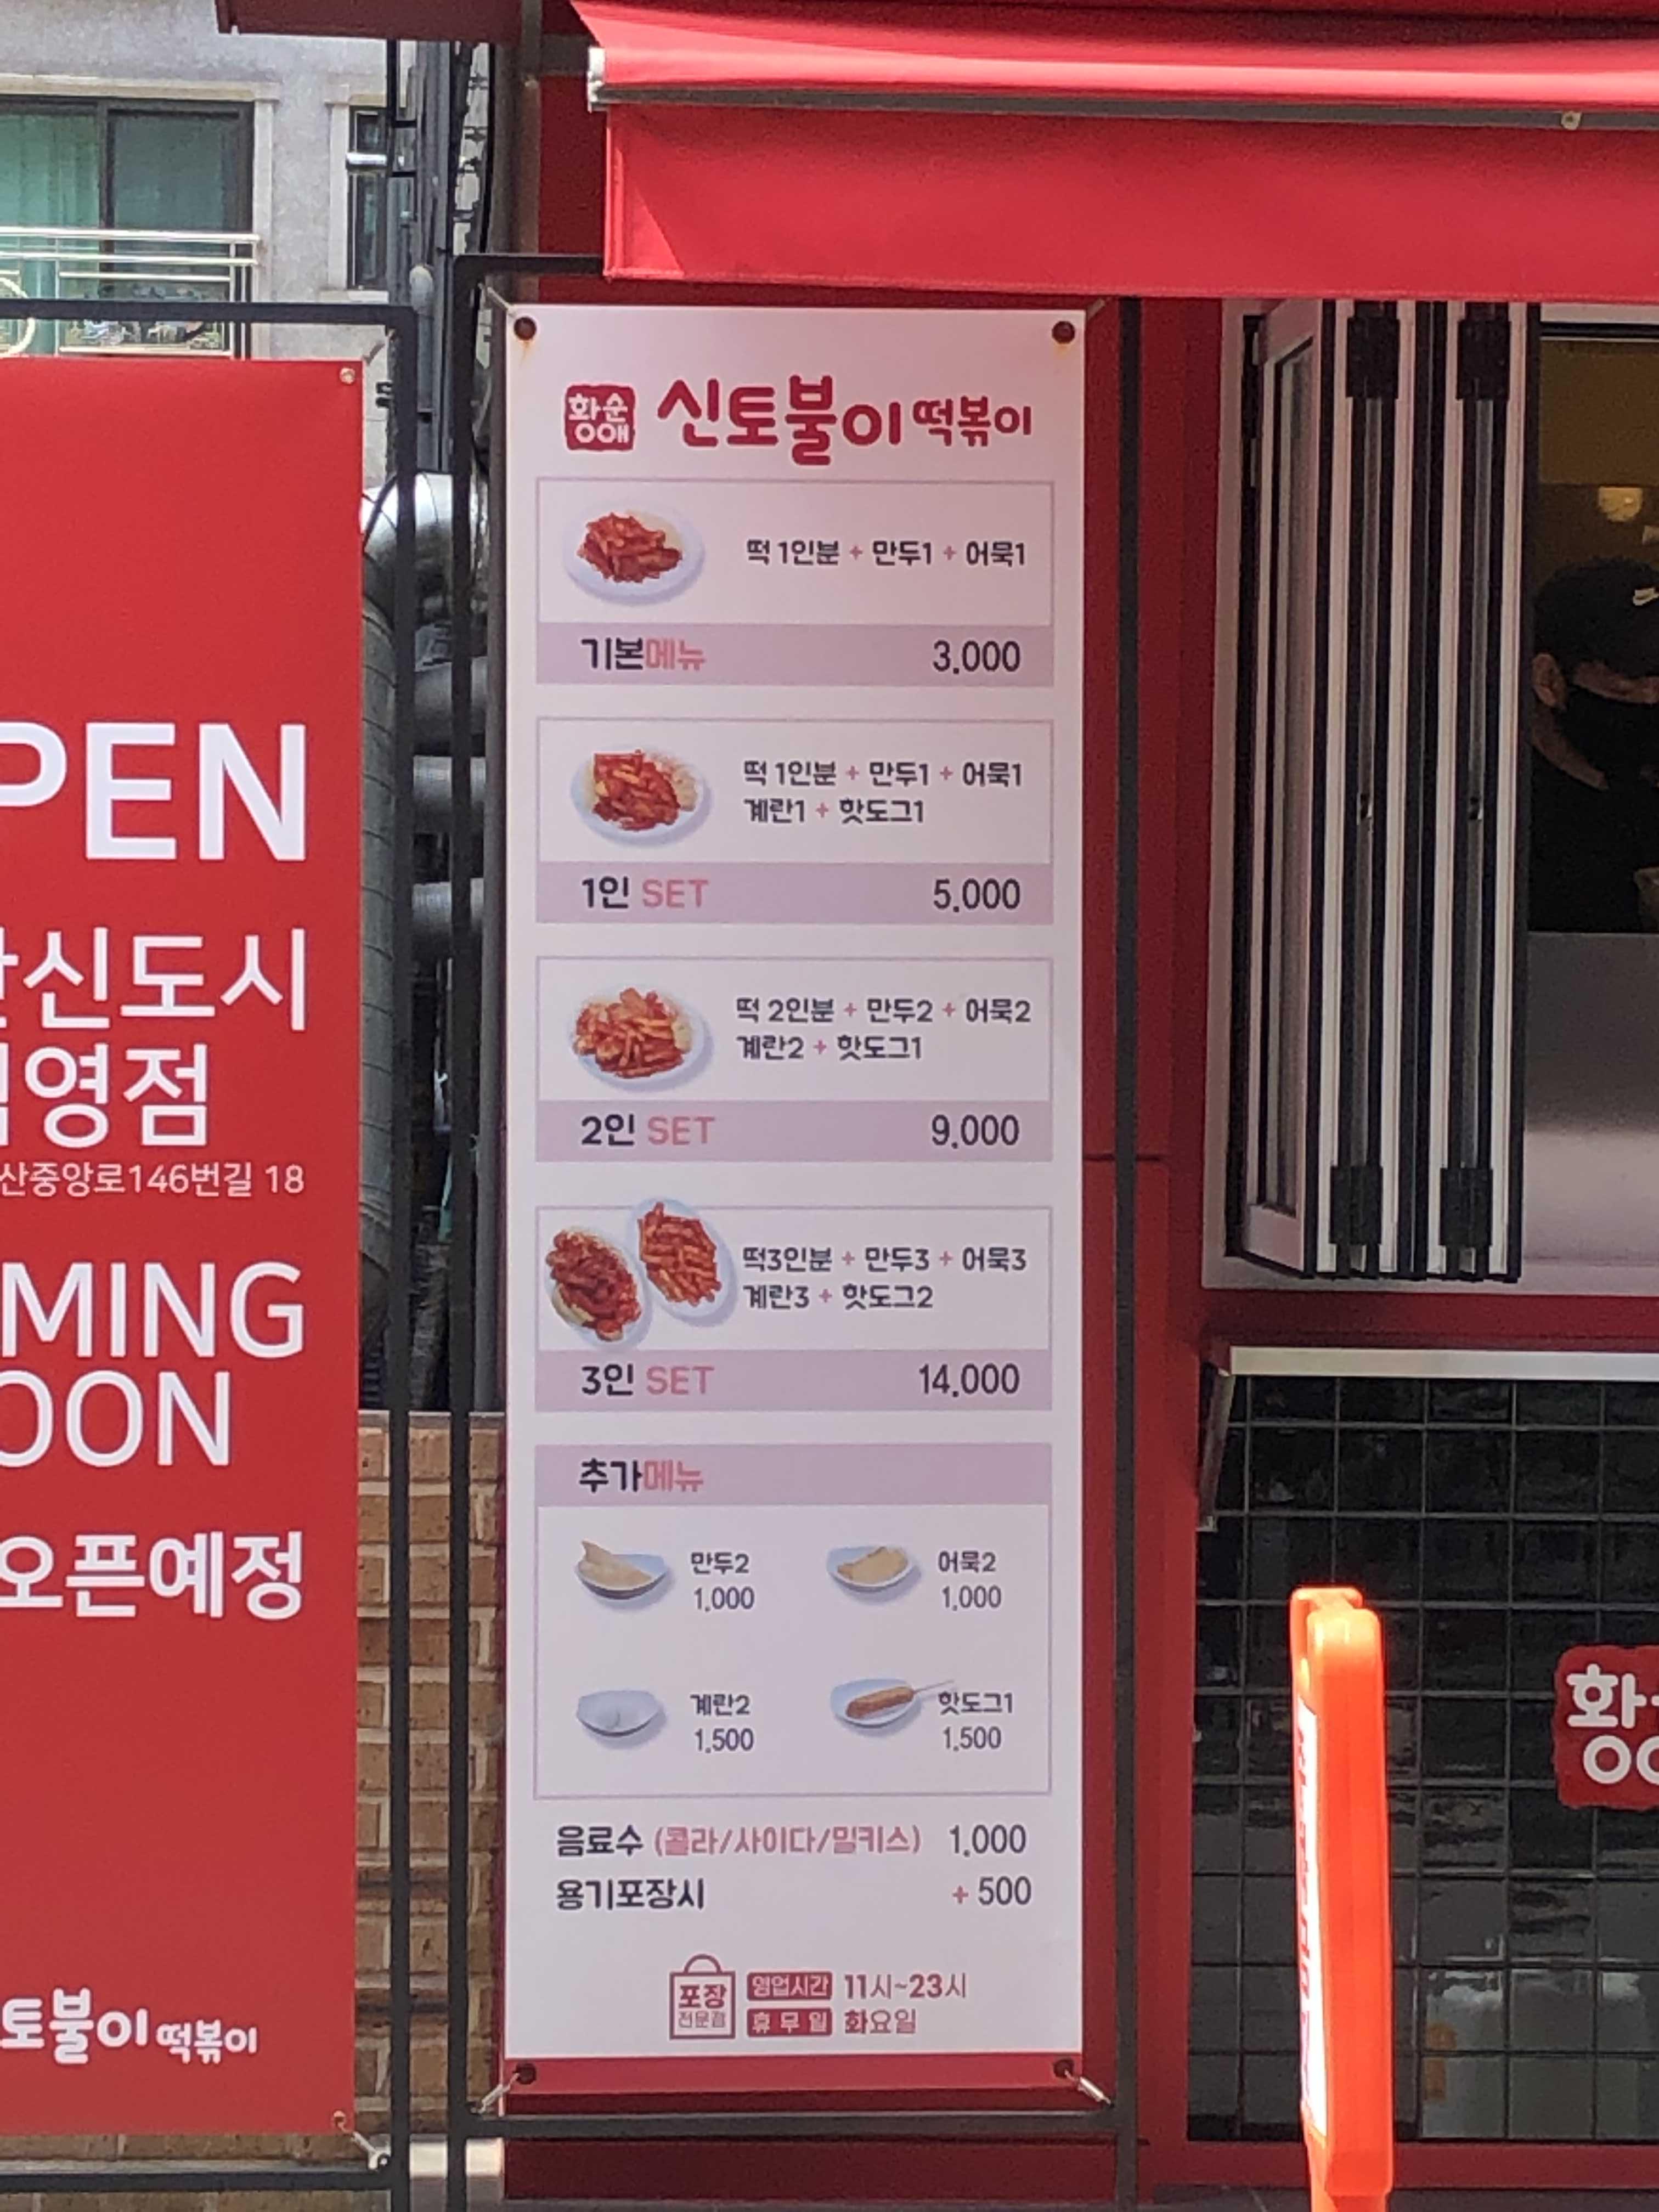 PEN
신도시
영점
산중앙로146번길 18
MING
OON
오픈예정
토불이 떡볶이
황순애 신토불이 떡볶이
떡 1인분 + 만두1 + 어묵1
기본메뉴 3,000
떡 1인분 + 만두1 + 어묵1
계란1 + 핫도그1
1인 SET 5,000
떡 2인분 + 만두2 + 어묵2
계란2 + 핫도그1
2인 SET 9,000
떡3인분 + 만두3 + 어묵3
계란3 + 핫도그2
3인 SET 14,000
추가메뉴
만두2 어묵2
1,000 1,000
계란2 핫도그1
1,500 1,500
음료수 (콜라/사이다/밀키스) 1,000
용기포장시 + 500
포장 전문점
영업시간 11시~23시
휴무일 화요일
황